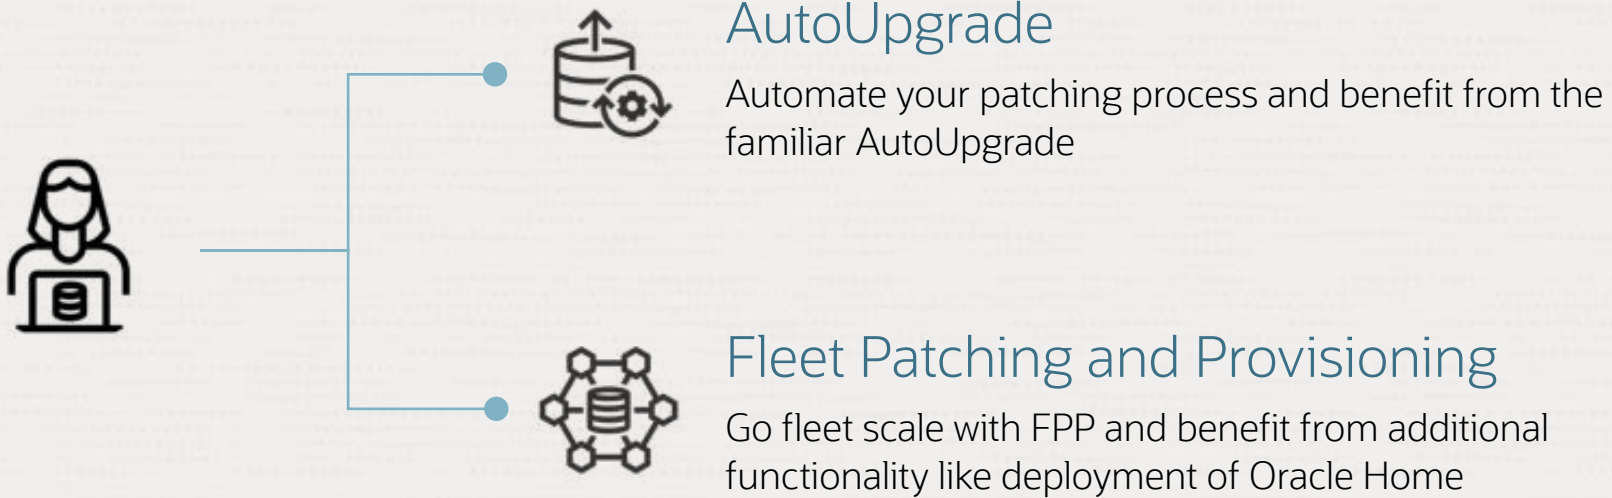 AutoUpgrade
Automate your patching process and benefit from the
familiar AutoUpgrade
Fleet Patching and Provisioning
Go fleet scale with FPP and benefit from additional
functionality like deployment of Oracle Home